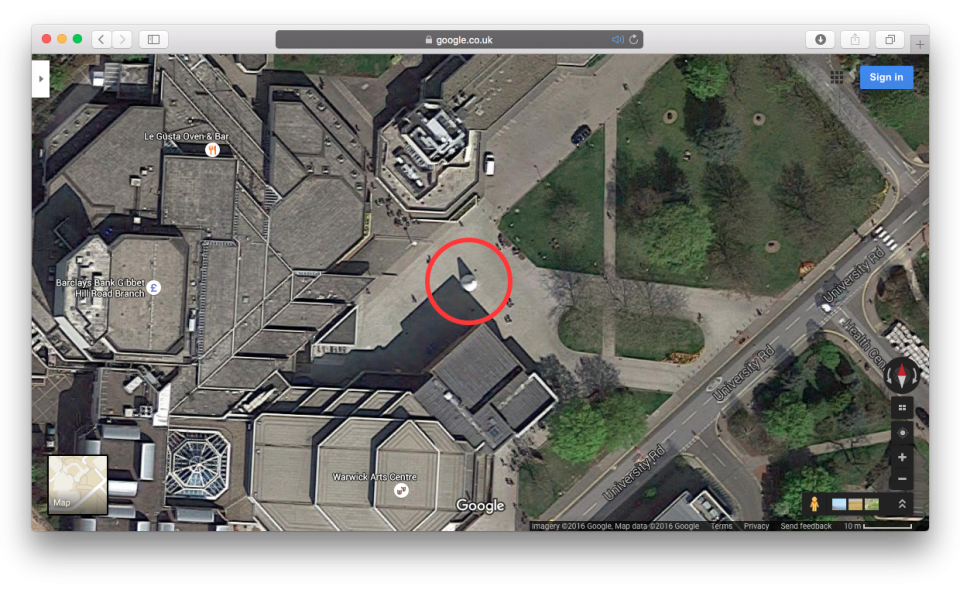 google.co.uk
Sign in
Le Gusta Oven & Bar
Barclays Bank Gibbet
Hill Road Branch
£
University Rd
University Rd
University Rd
Health Cen
Warwick Arts Centre
Map
Google
Imagery ©2016 Google, Map data ©2016 Google Terms Privacy Send feedback 10 m